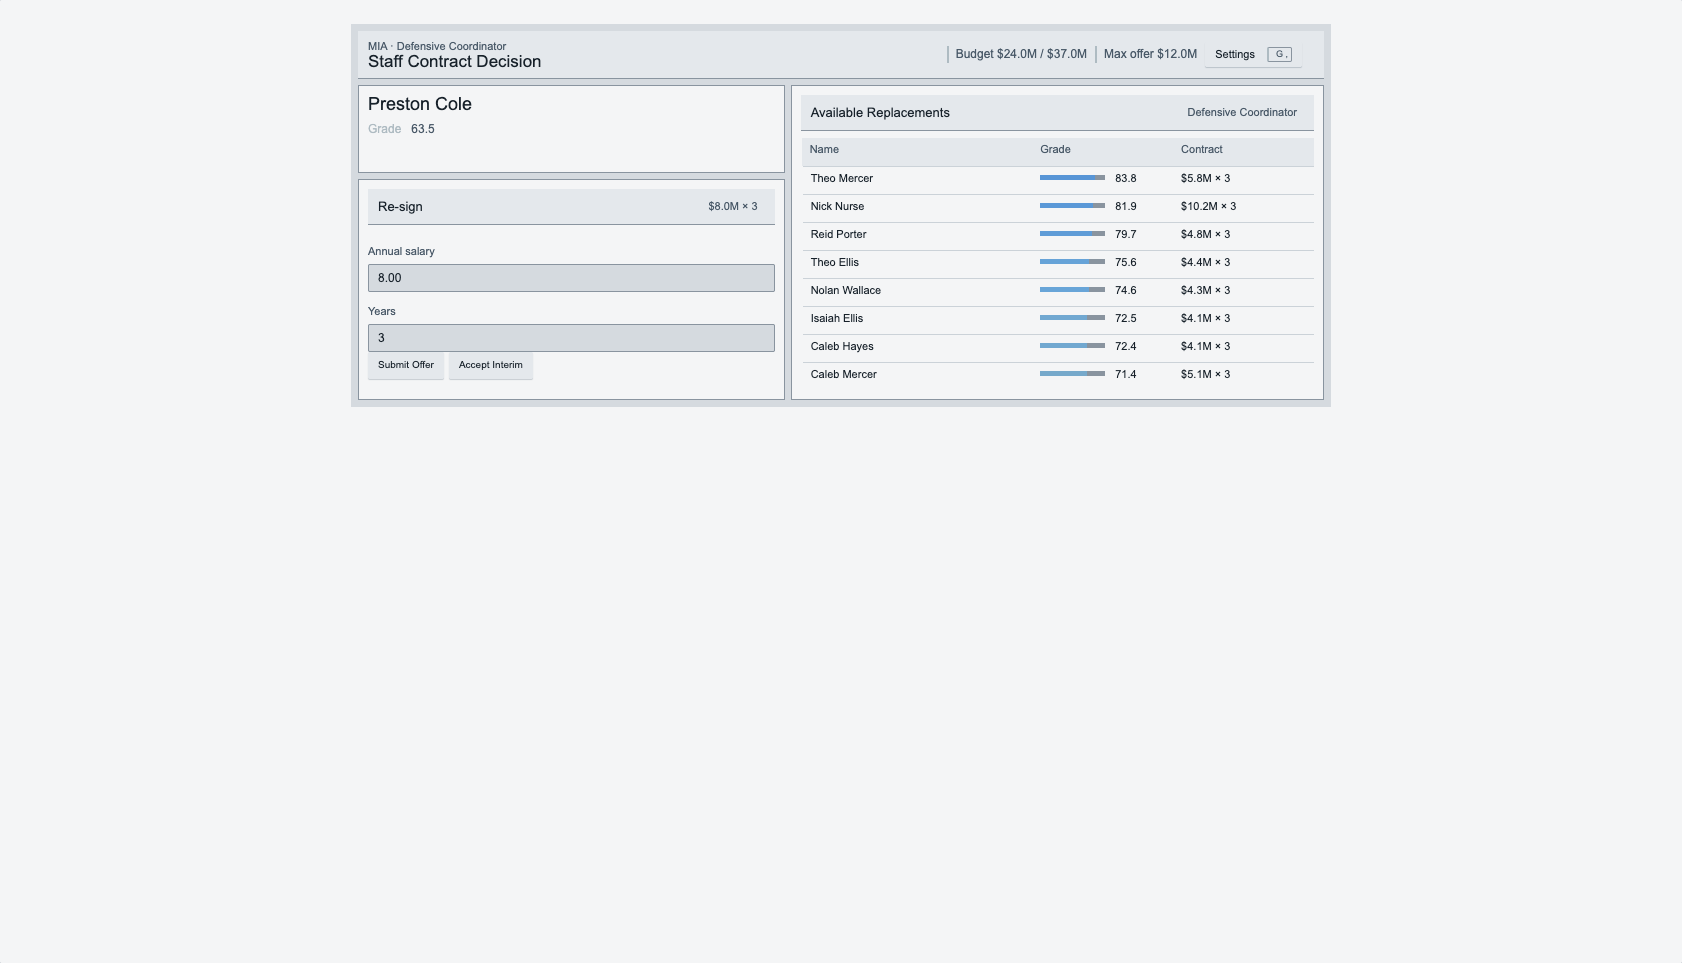 MIA · Defensive Coordinator
Staff Contract Decision
Budget $24.0M / $37.0M
Max offer $12.0M
Settings
G .
Preston Cole
Grade 63.5
Re-sign $8.0M × 3
Annual salary
8.00
Years
3
Submit Offer Accept Interim
Available Replacements Defensive Coordinator
Name Grade Contract
Theo Mercer 83.8 $5.8M × 3
Nick Nurse 81.9 $10.2M × 3
Reid Porter 79.7 $4.8M × 3
Theo Ellis 75.6 $4.4M × 3
Nolan Wallace 74.6 $4.3M × 3
Isaiah Ellis 72.5 $4.1M × 3
Caleb Hayes 72.4 $4.1M × 3
Caleb Mercer 71.4 $5.1M × 3